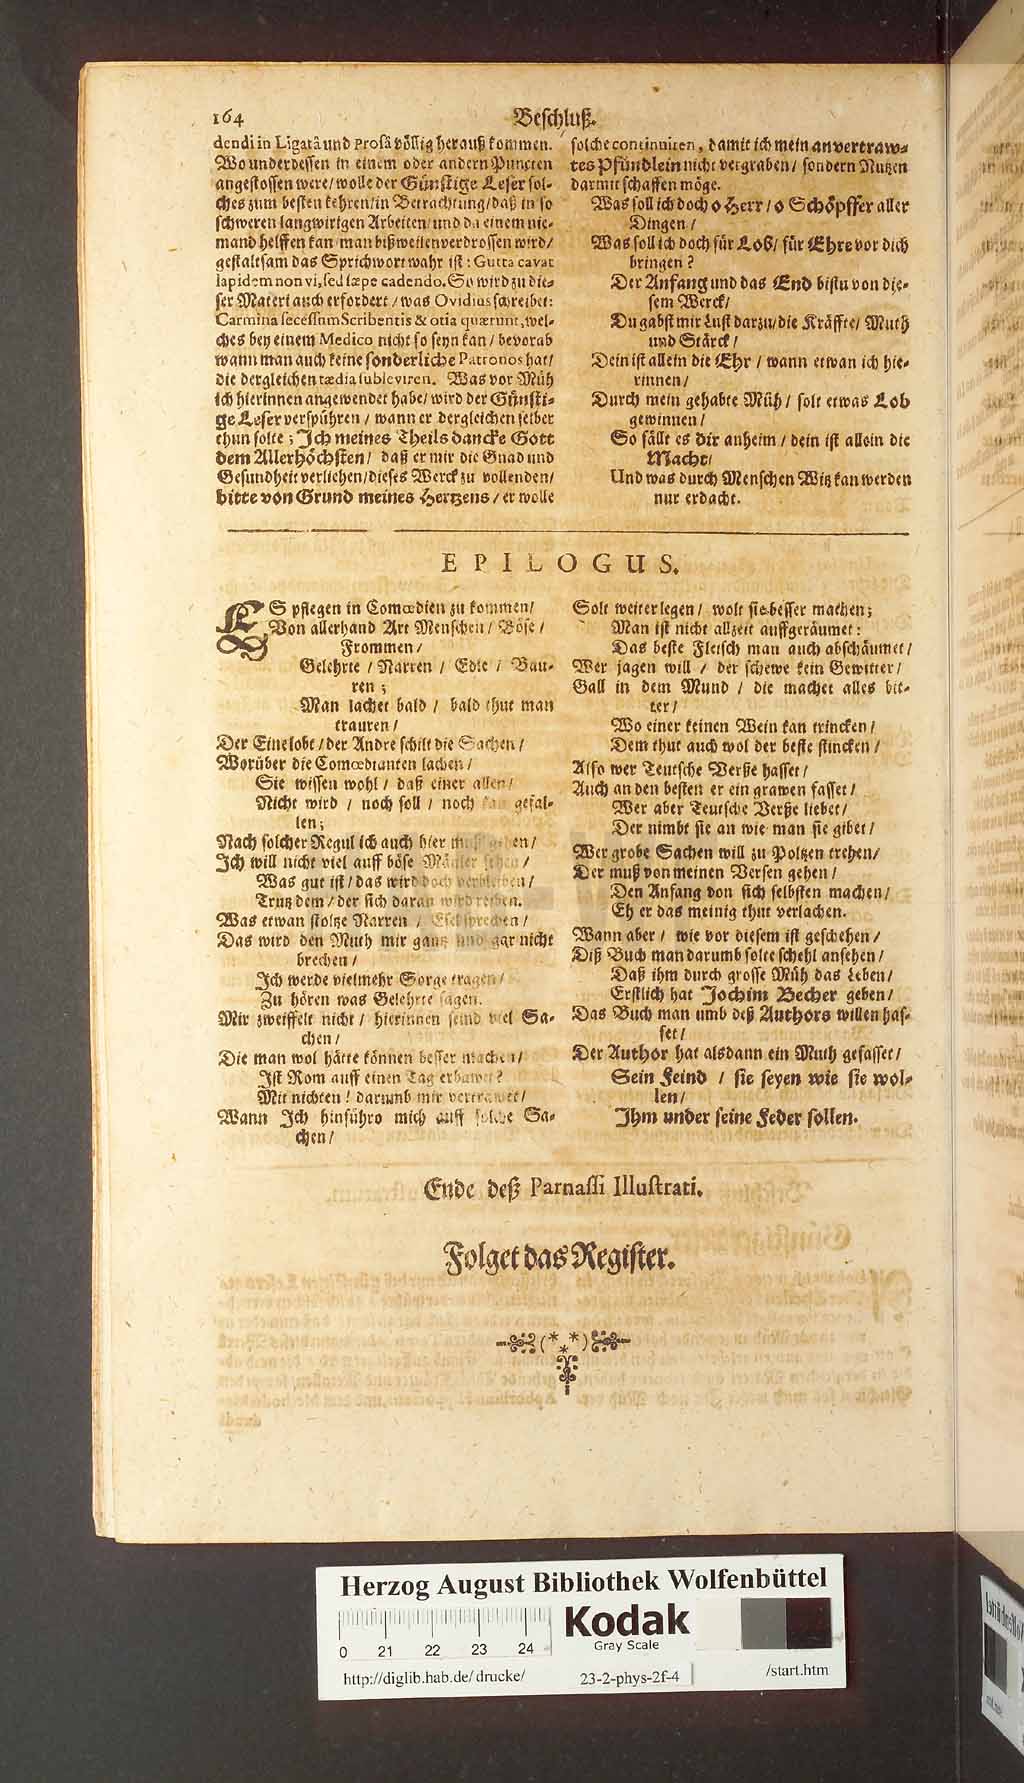 164
Beschluß.
dendi in Ligatâ und Prosâ völlig herauß kommen.
Wo underdessen in einem oder andern Puncten
angestossen were/ wolle der Günstige Leser sol-
ches zum besten kehren/ in Betrachtung/ daß in so
schweren langwirigen Arbeiten/ und da einem nie-
mand helffen kan/ man bißweilen verdrossen wird/
gestaltsam das Sprichwort wahr ist: Gutta cavat
lapidem non vi, sed sæpe cadendo. So wird zu die-
ser Materi auch erfordert/ was Ovidius schreibet:
Carmina secessum Scribentis & otia quærunt, wel-
ches bey einem Medico nicht so seyn kan/ bevorab
wann man auch keine sonderliche Patronos hat/
die dergleichen tædia subleviren. Was vor Müh
ich hierinnen angewendet habe/ wird der Günsti-
ge Leser verspühren/ wann er dergleichen selber
thun solte; Ich meines Theils dancke Gott
dem Allerhöchsten/ daß er mir die Gnad und
Gesundheit verliehen/ dieses Werck zu vollenden/
bitte von Grund meines Hertzens/ er wolle
solche continuiren, damit ich mein anvertraw-
tes Pfündlein nicht vergraben/ sondern Nutzen
darmit schaffen möge.
Was soll ich doch o Herr/ o Schöpffer aller
Dingen/
Was soll ich doch für Lob/ für Ehre vor dich
bringen?
Der Anfang und das End bistu von die-
sem Werck/
Du gabst mir Lust darzu/ die Kräffte/ Muth
und Stärck/
Dein ist allein die Ehr/ wann etwan ich hie-
rinnen/
Durch mein gehabte Müh/ solt etwas Lob
gewinnen/
So fällt es dir anheim/ dein ist allein die
Macht/
Und was durch Menschen Witz kan werden
nur erdacht.
EPILOGUS.
ES pflegen in Comœdien zu kommen/
Von allerhand Art Menschen/ Böse/
Frommen/
Gelehrte/ Narren/ Edle/ Bau-
ren;
Man lachet bald/ bald thut man
trauren/
Der Eine lobt/ der Andre schilt die Sachen/
Worüber die Comœdianten lachen/
Sie wissen wohl/ daß einer allen/
Nicht wird/ noch soll/ noch kan gefal-
len;
Nach solcher Regul ich auch hier muß gehen/
Ich will nicht viel auff böse Mäuler sehen/
Was gut ist/ das wird doch verbleiben/
Trutz dem/ der sich daran wird reiben.
Was etwan stoltze Narren/ Esel sprechen/
Das wird den Muth mir gantz und gar nicht
brechen/
Ich werde vielmehr Sorge tragen/
Zu hören was Gelehrte sagen.
Mir zweiffelt nicht/ hierinnen seind viel Sa-
chen/
Die man wol hätte können besser machen/
Ist Rom auff einen Tag erbawet?
Mit nichten! darumb mir vertrawet/
Wann Ich hinführo mich auff solche Sa-
chen/
Solt weiter legen/ wolt sie besser machen;
Man ist nicht allzeit auffgeräumet:
Das beste Fleisch man auch abschäumet/
Wer jagen will/ der schewe kein Gewitter/
Gall in dem Mund/ die machet alles bit-
ter/
Wo einer keinen Wein kan trincken/
Dem thut auch wol der beste stincken/
Also wer Teutsche Verße hasset/
Auch an den besten er ein grawen fasset/
Wer aber Teutsche Verße liebet/
Der nimbt sie an wie man sie gibet/
Wer grobe Sachen will zu Poltzen trehen/
Der muß von meinen Versen gehen/
Den Anfang von sich selbsten machen/
Eh er das meinig thut verlachen.
Wann aber/ wie vor diesem ist geschehen/
Diß Buch man darumb solte schehl ansehen/
Daß ihm durch grosse Müh das Leben/
Erstlich hat Jochim Becher geben/
Das Buch man umb deß Authors willen has-
set/
Der Author hat alsdann ein Muth gefasset/
Sein Feind/ sie seyen wie sie wol-
len/
Ihm under seine Feder sollen.
Ende deß Parnassi Illustrati.
Folget das Register.
(* * *)
Herzog August Bibliothek Wolfenbüttel
Kodak
Gray Scale
0 21 22 23 24
http://diglib.hab.de/drucke/ 23-2-phys-2f-4 /start.htm